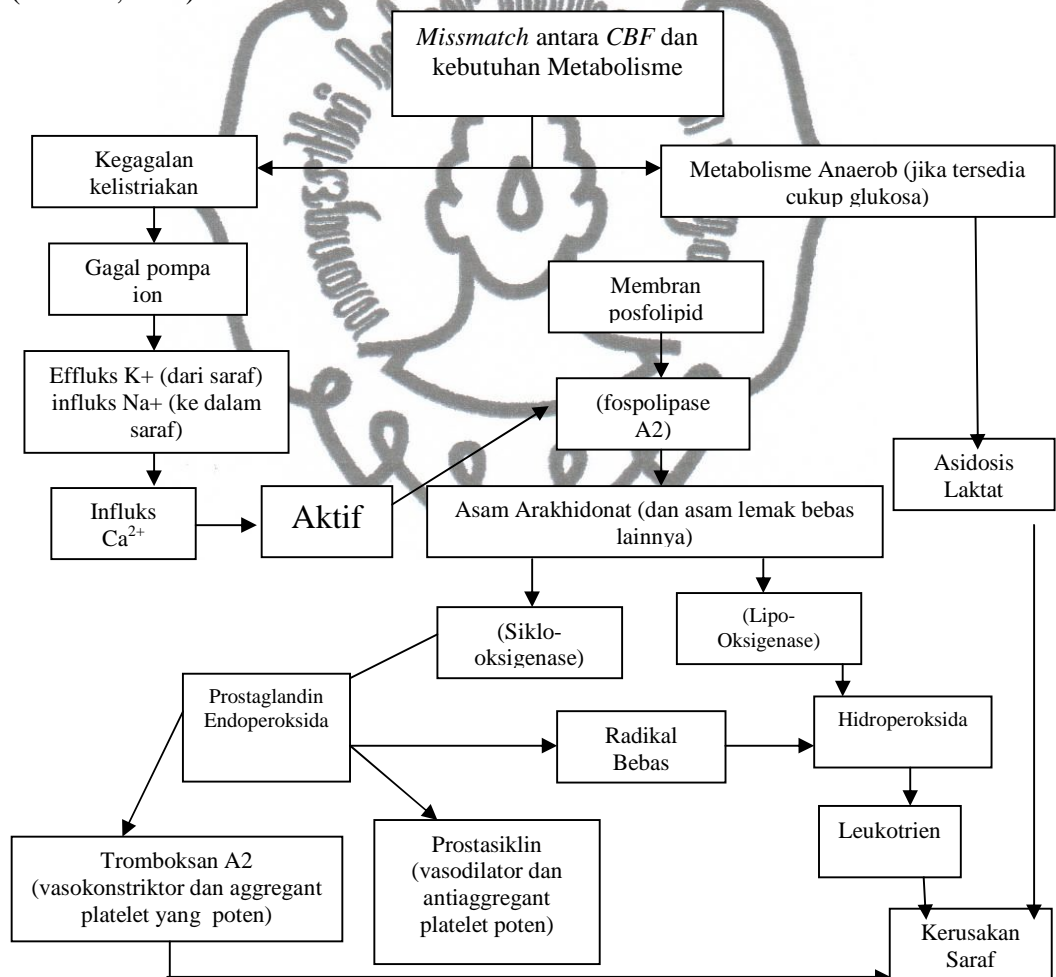 Missmatch antara CBF dan
kebutuhan Metabolisme
Kegagalan
kelistriakan
Metabolisme Anaerob (jika tersedia
cukup glukosa)
Gagal pompa
ion
Membran
posfolipid
Effluks K+ (dari saraf)
influks Na+ (ke dalam
saraf)
(fospolipase
A2)
Asidosis
Laktat
Influks
Ca2+
Aktif
Asam Arakhidonat (dan asam lemak bebas
lainnya)
(Siklo-
oksigenase)
(Lipo-
Oksigenase)
Prostaglandin
Endoperoksida
Radikal
Bebas
Hidroperoksida
Leukotrien
Tromboksan A2
(vasokonstriktor dan aggregant
platelet yang poten)
Prostasiklin
(vasodilator dan
antiaggregant
platelet poten)
Kerusakan
Saraf